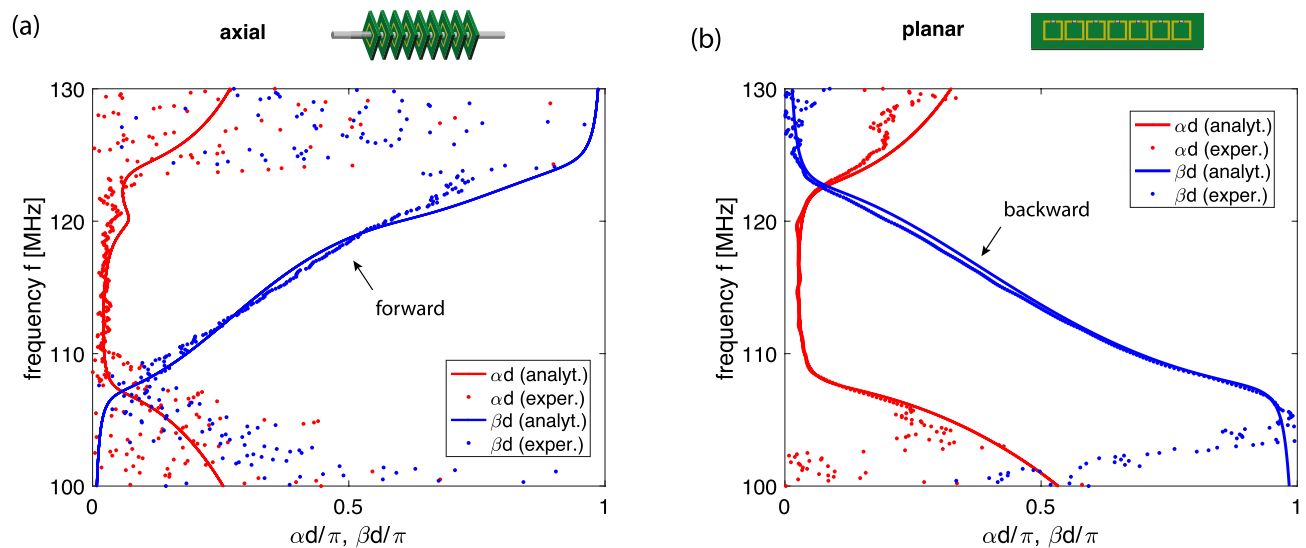 (a)
axial
130
120
110
100
frequency f [MHz]
forward
αd (analyt.)
αd (exper.)
βd (analyt.)
βd (exper.)
0
0.5
1
αd/π, βd/π
(b)
planar
130
120
110
100
frequency f [MHz]
αd (analyt.)
αd (exper.)
βd (analyt.)
βd (exper.)
backward
0
0.5
1
αd/π, βd/π